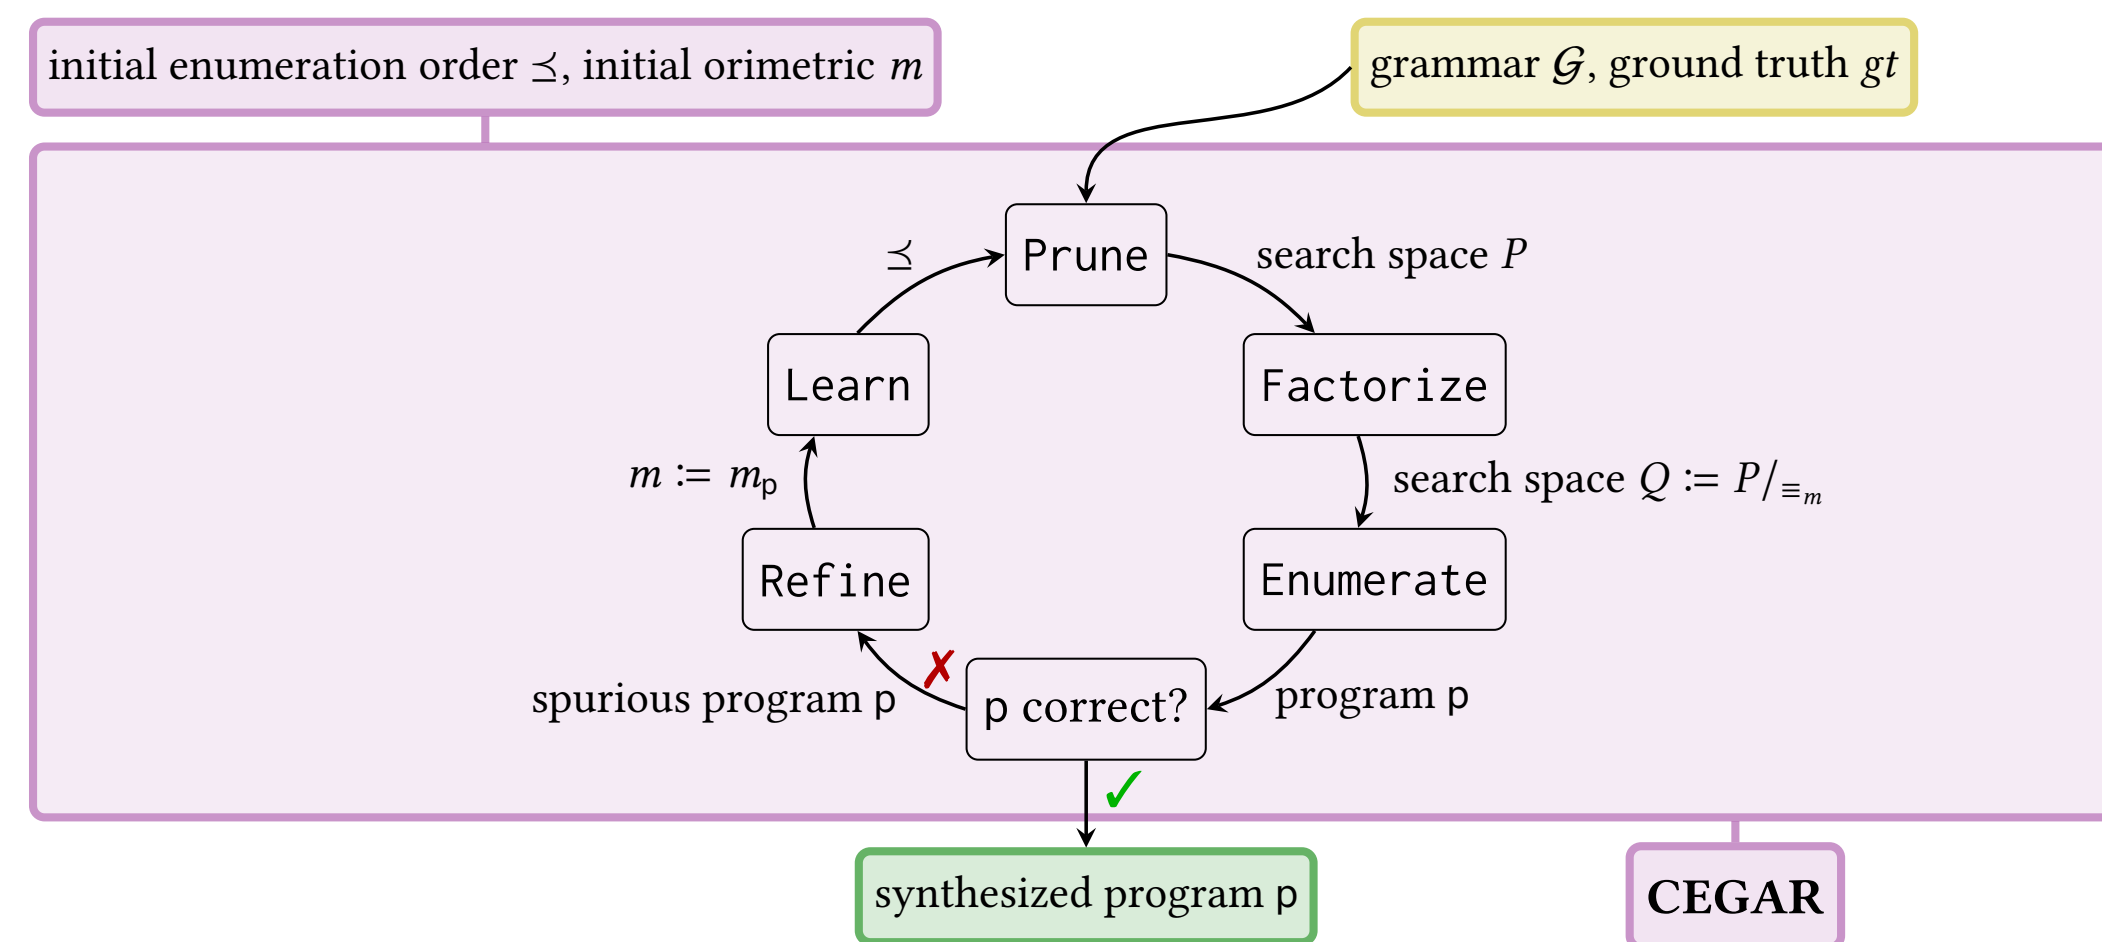 initial enumeration order ⪯, initial orimetric m
grammar 𝒢, ground truth gt
Prune
⪯
search space P
Learn
Factorize
m := mₚ
search space Q := P/≡ₘ
Refine
Enumerate
✗
spurious program p
p correct?
program p
✓
synthesized program p
CEGAR